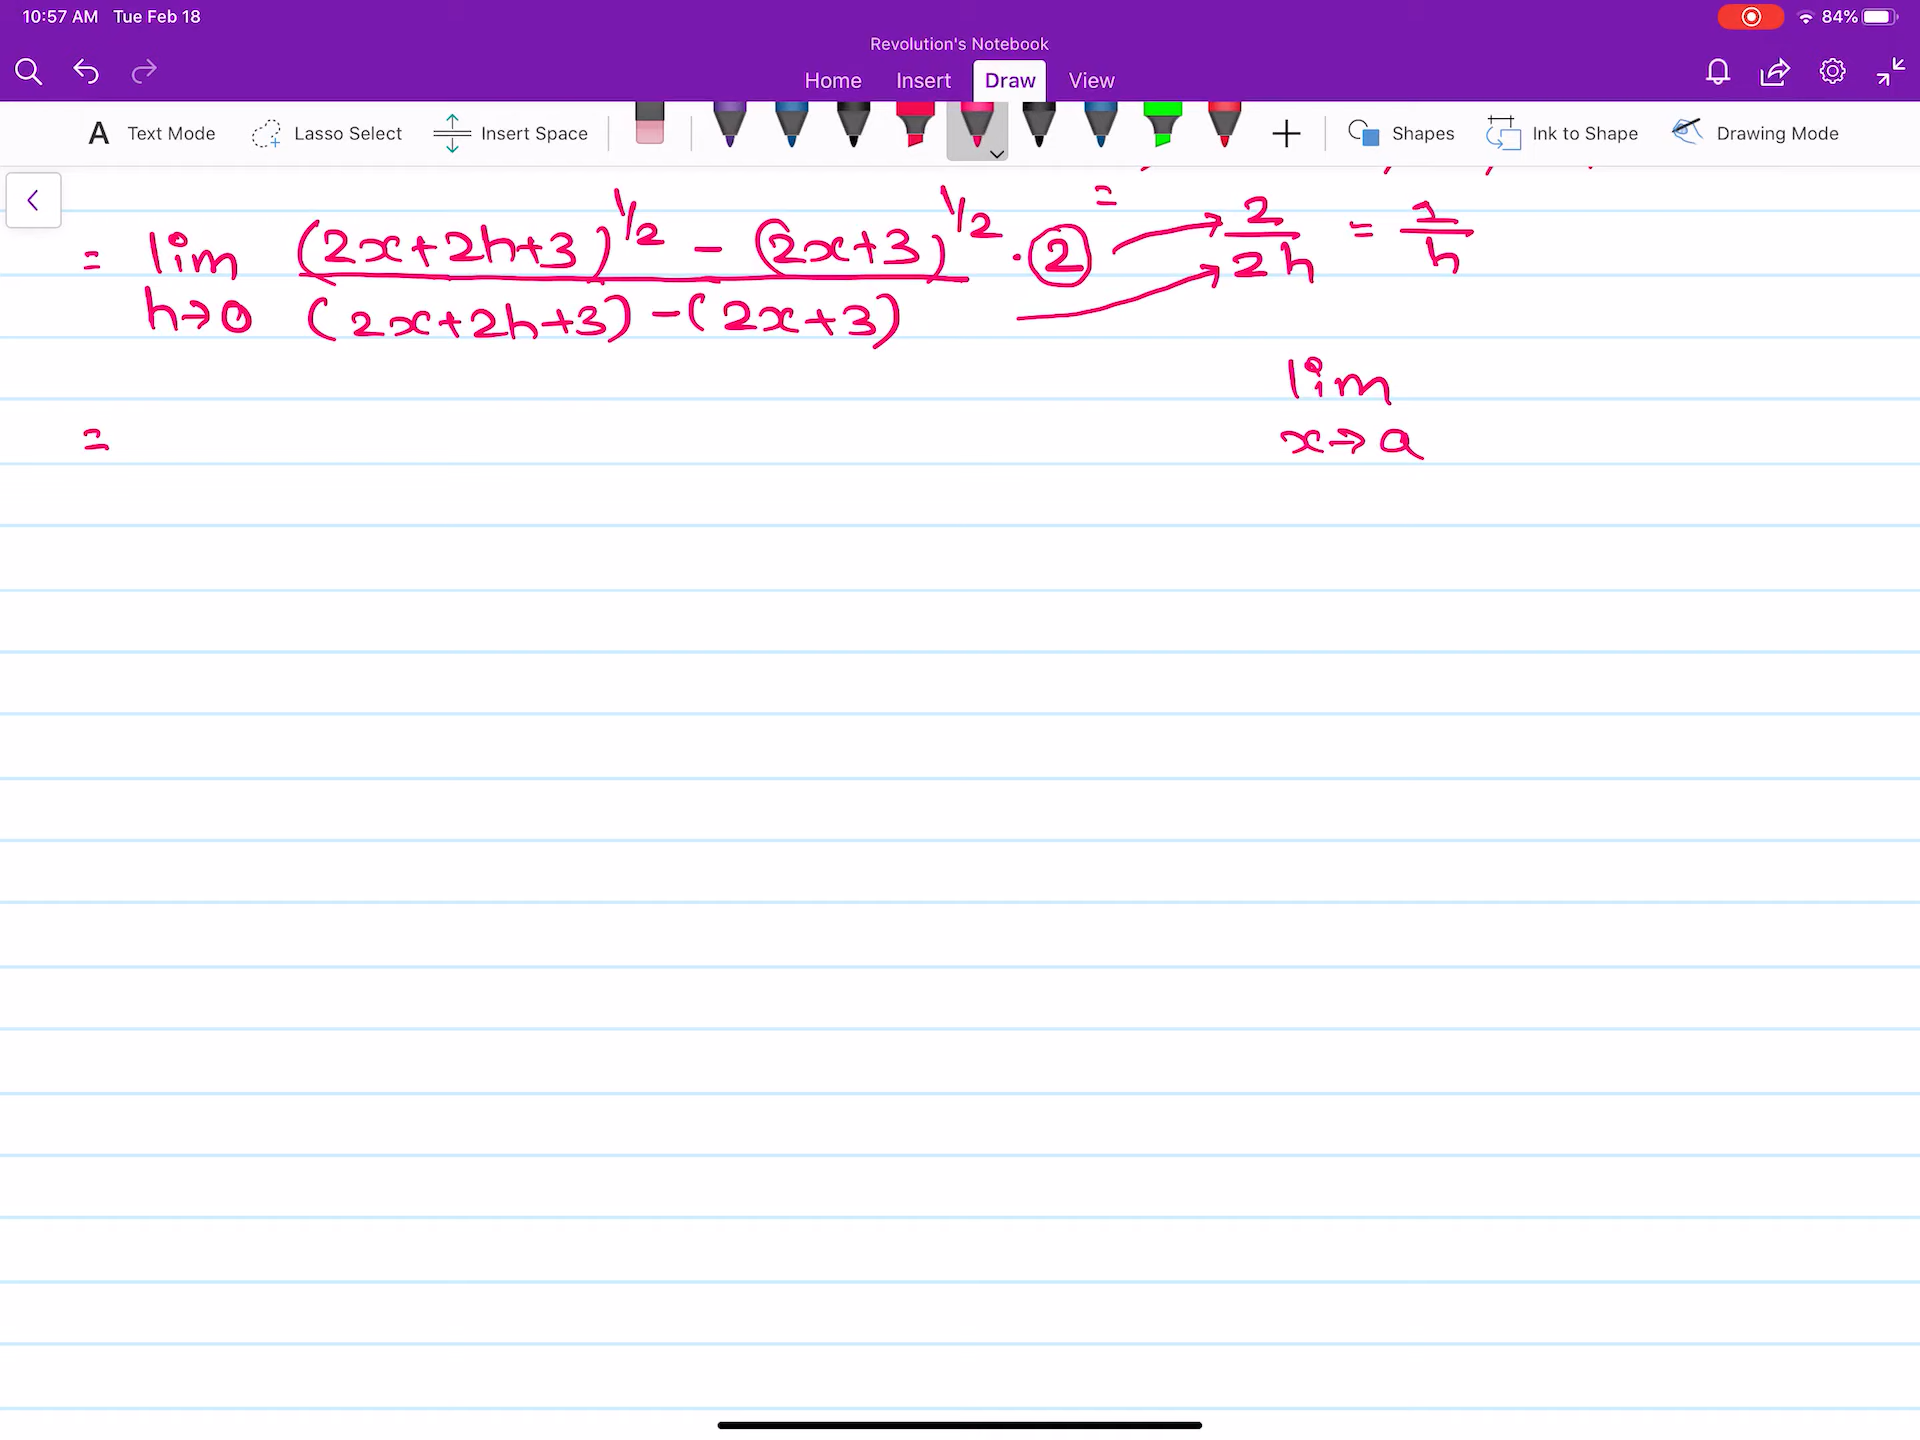 10:57 AM Tue Feb 18 84%
Revolution's Notebook
Home Insert Draw View
A Text Mode Lasso Select Insert Space Shapes Ink to Shape Drawing Mode
= lim (2x+2h+3)^1/2 - (2x+3)^1/2 · 2 = 2 = 1
h→0 (2x+2h+3)-(2x+3) 2h h
lim
= x→a